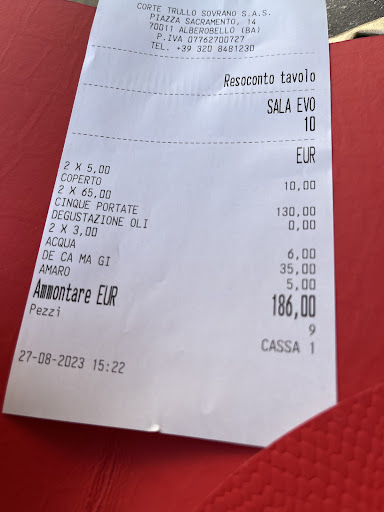 CORTE TRULLO SOVRANO S.A.S.
PIAZZA SACRAMENTO, 14
70011 ALBEROBELLO (BA)
P.IVA 07762700727
TEL. +39 320 8481230
Resoconto tavolo
SALA EVO
10
EUR
2 X 5,00
COPERTO 10,00
2 X 65,00
CINQUE PORTATE 130,00
DEGUSTAZIONE OLI 0,00
2 X 3,00
ACQUA 6,00
DE CA MA GI 35,00
AMARO 5,00
Ammontare EUR 186,00
Pezzi 9
CASSA 1
27-08-2023 15:22